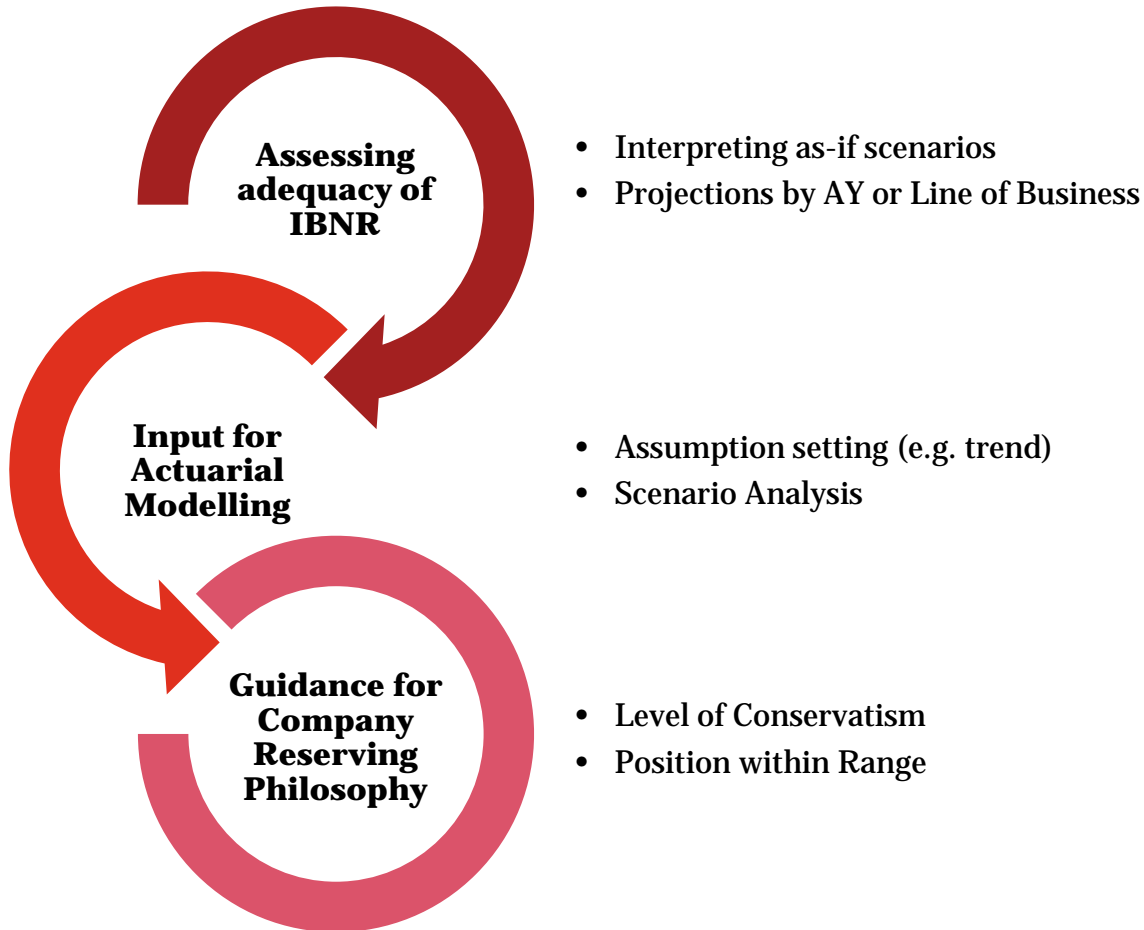 Assessing
adequacy of
IBNR
• Interpreting as-if scenarios
• Projections by AY or Line of Business
Input for
Actuarial
Modelling
• Assumption setting (e.g. trend)
• Scenario Analysis
Guidance for
Company
Reserving
Philosophy
• Level of Conservatism
• Position within Range